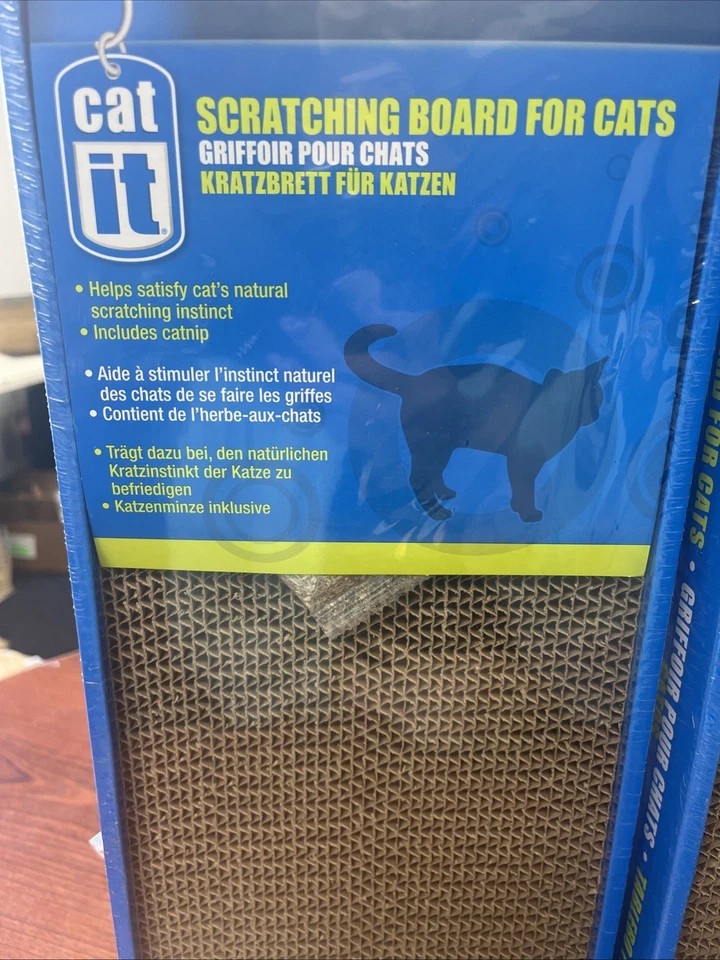 cat
it
SCRATCHING BOARD FOR CATS
GRIFFOIR POUR CHATS
KRATZBRETT FÜR KATZEN
• Helps satisfy cat's natural
scratching instinct
• Includes catnip
• Aide à stimuler l'instinct naturel
des chats de se faire les griffes
• Contient de l'herbe-aux-chats
• Trägt dazu bei, den natürlichen
Kratzinstinkt der Katze zu
befriedigen
• Katzenminze inklusive
FOR CATS • GRIFFOIR POUR CHATS •